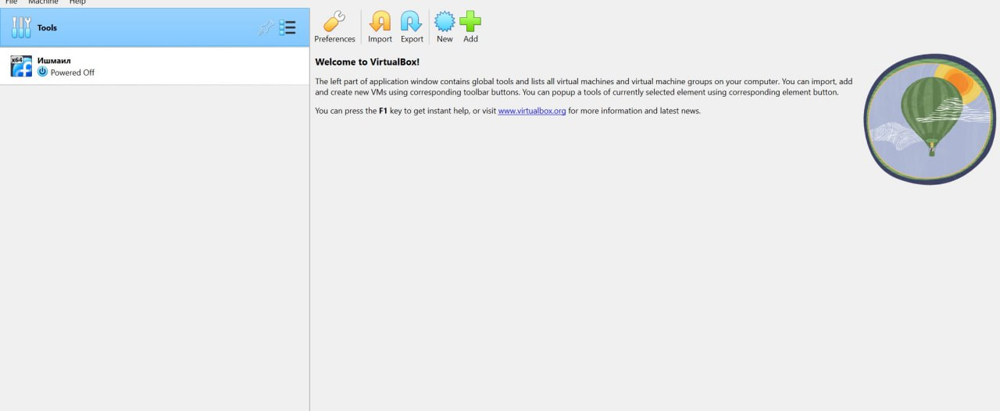 File Machine Help
Tools
x64
Ишмаил
Powered Off
Preferences Import Export New Add
Welcome to VirtualBox!
The left part of application window contains global tools and lists all virtual machines and virtual machine groups on your computer. You can import, add
and create new VMs using corresponding toolbar buttons. You can popup a tools of currently selected element using corresponding element button.
You can press the F1 key to get instant help, or visit www.virtualbox.org for more information and latest news.